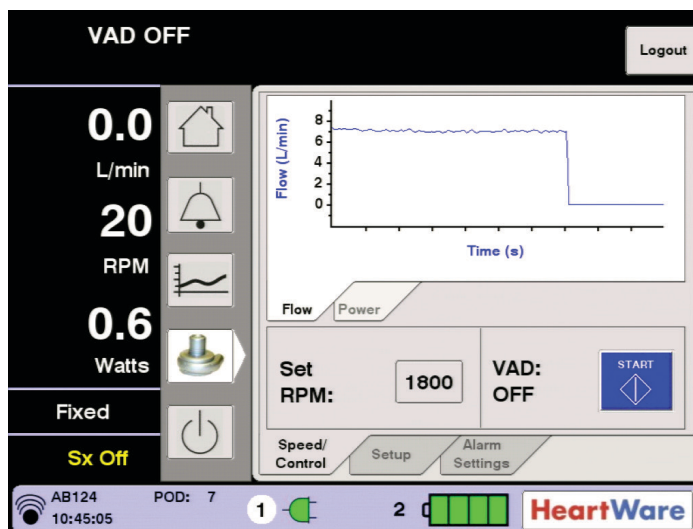 VAD OFF
Logout
0.0
L/min
20
RPM
0.6
Watts
Fixed
Sx Off
Flow (L/min)
8
6
4
2
0
Time (s)
Flow
Power
Set
RPM:
1800
VAD:
OFF
START
Speed/
Control
Setup
Alarm
Settings
AB124
POD: 7
10:45:05
1
2
HeartWare